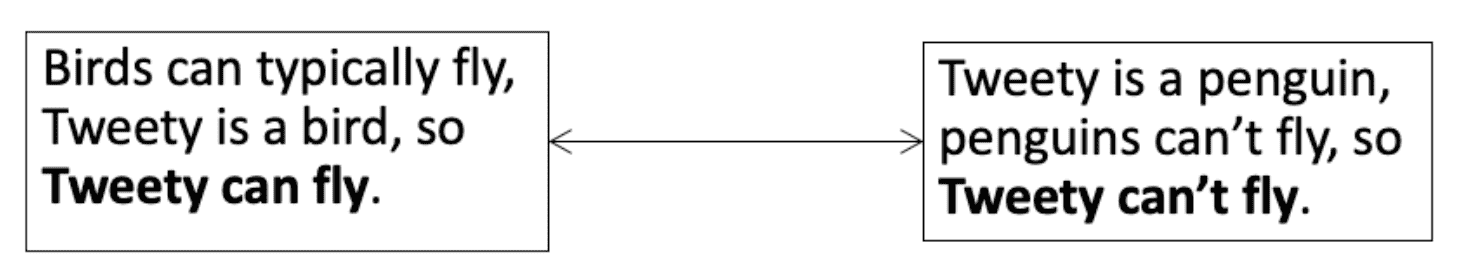 Birds can typically fly,
Tweety is a bird, so
Tweety can fly.
Tweety is a penguin,
penguins can’t fly, so
Tweety can’t fly.